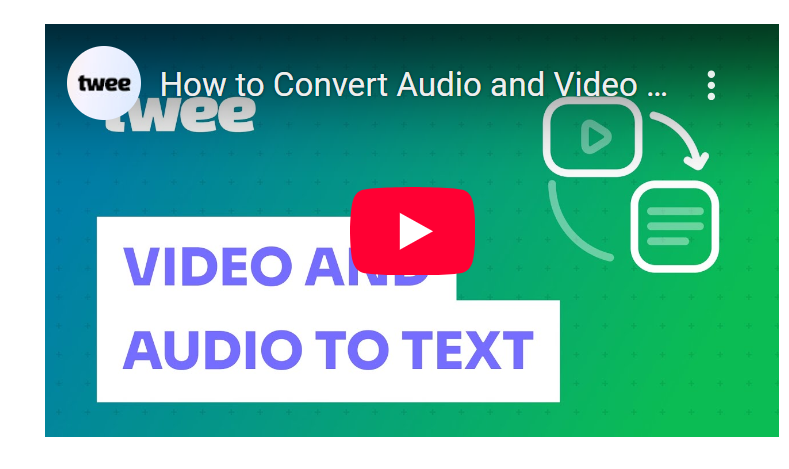 twee
How to Convert Audio and Video ...
twee
VIDEO AND
AUDIO TO TEXT